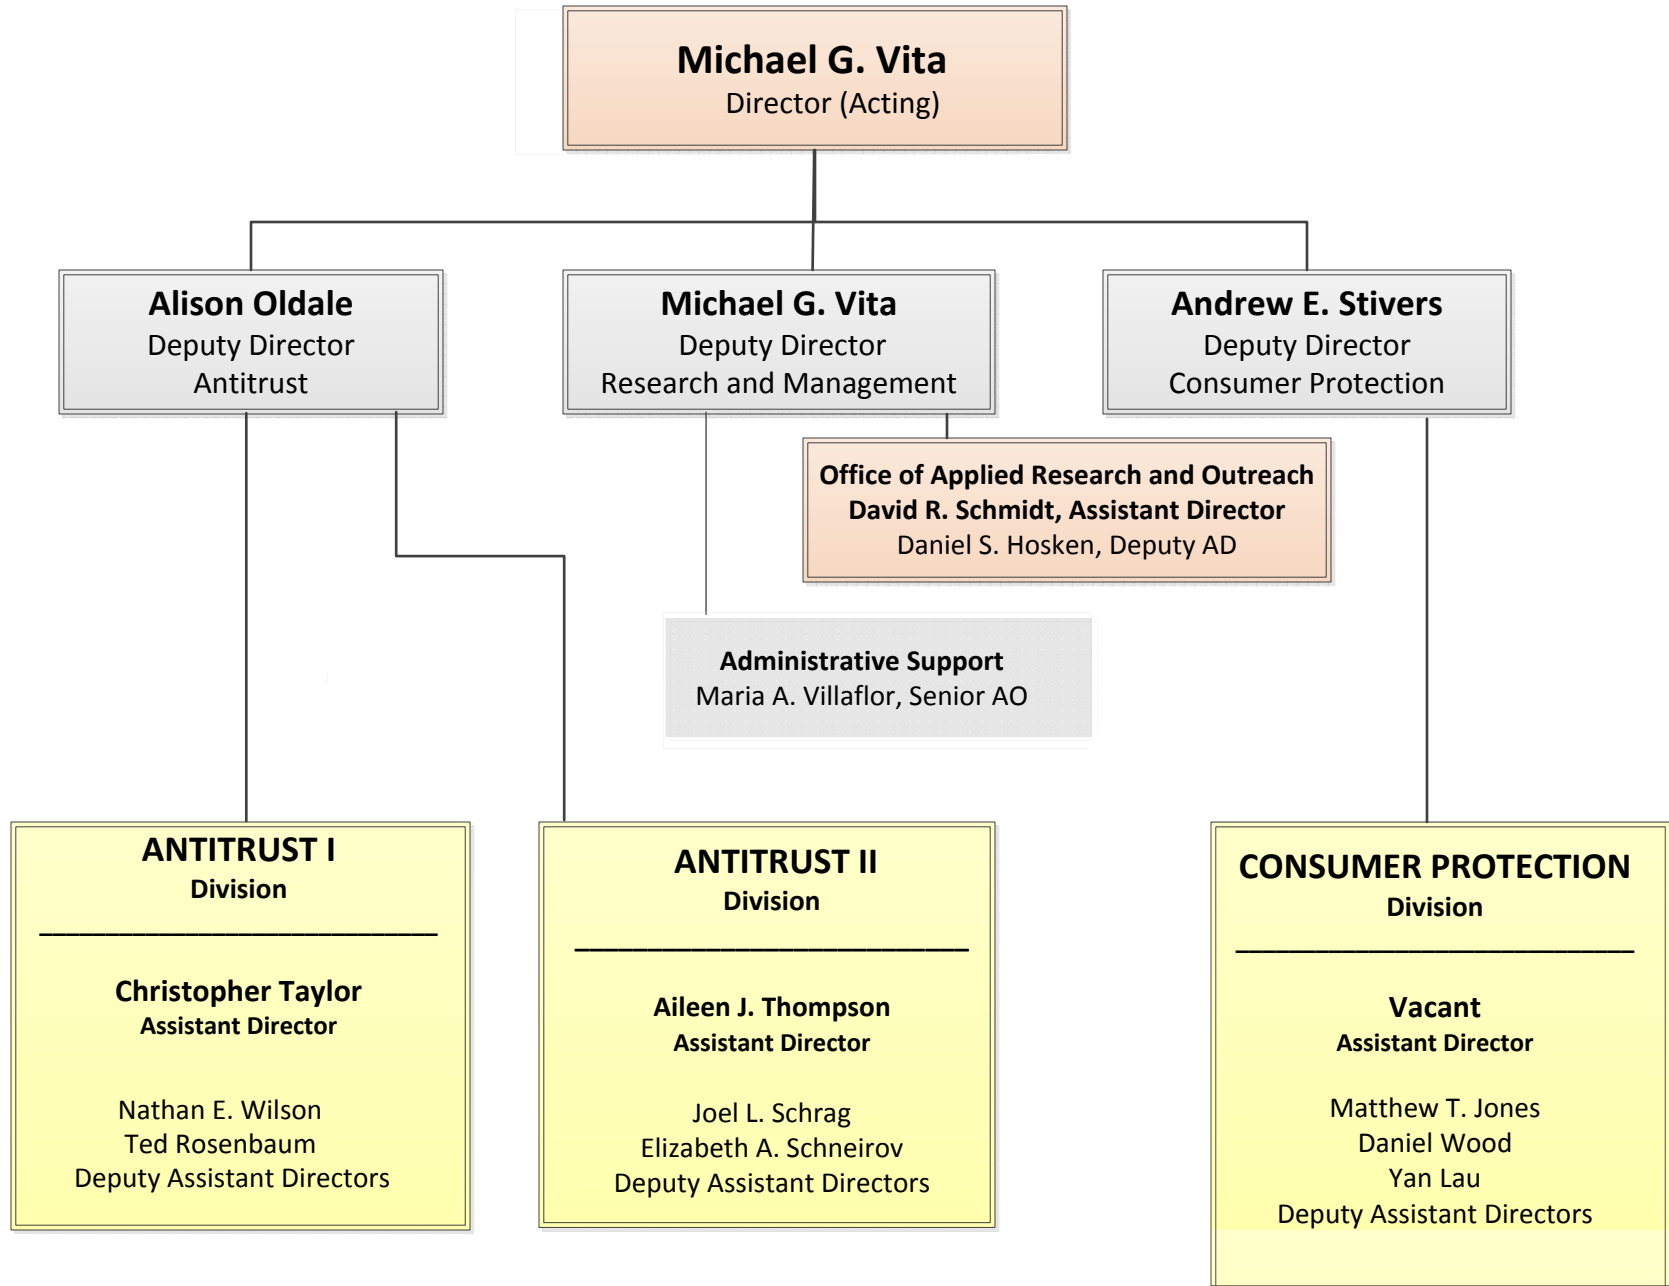 Michael G. Vita
Director (Acting)
Alison Oldale
Deputy Director
Antitrust
Michael G. Vita
Deputy Director
Research and Management
Andrew E. Stivers
Deputy Director
Consumer Protection
Office of Applied Research and Outreach
David R. Schmidt, Assistant Director
Daniel S. Hosken, Deputy AD
Administrative Support
Maria A. Villaflor, Senior AO
ANTITRUST I
Division
Christopher Taylor
Assistant Director
Nathan E. Wilson
Ted Rosenbaum
Deputy Assistant Directors
ANTITRUST II
Division
Aileen J. Thompson
Assistant Director
Joel L. Schrag
Elizabeth A. Schneirov
Deputy Assistant Directors
CONSUMER PROTECTION
Division
Vacant
Assistant Director
Matthew T. Jones
Daniel Wood
Yan Lau
Deputy Assistant Directors